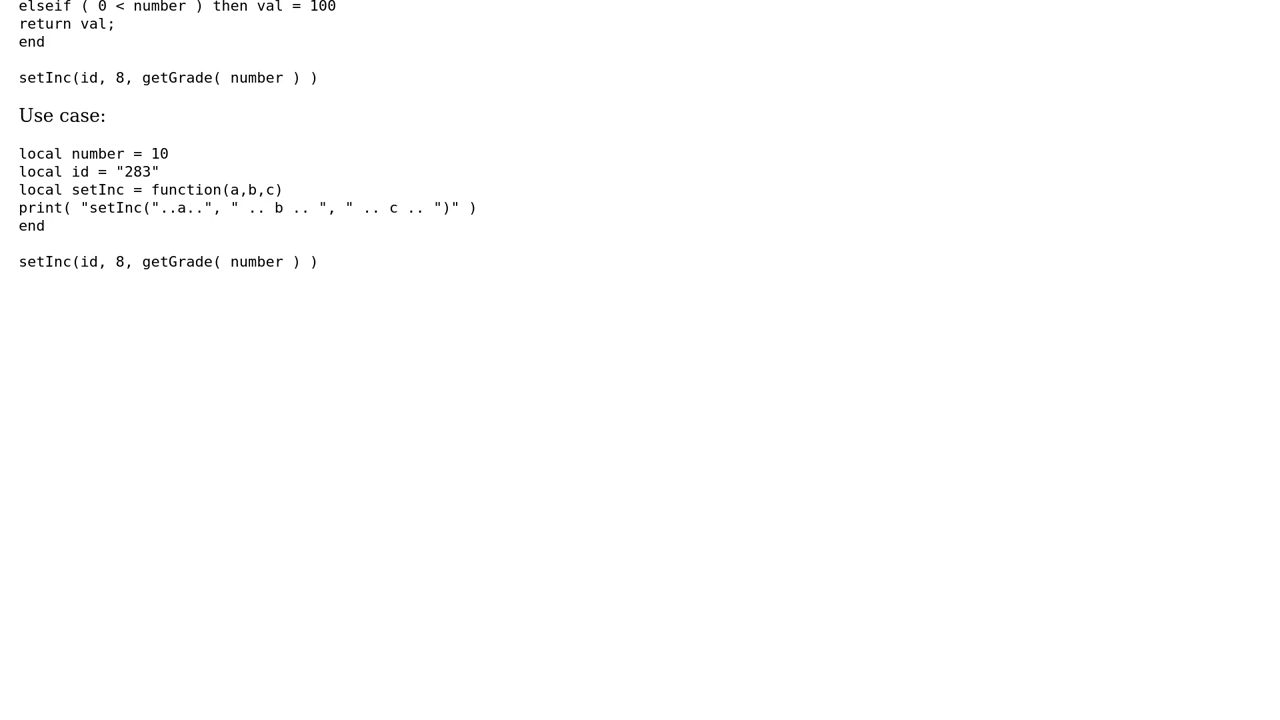 elseif ( 0 < number ) then val = 100
return val;
end
setInc(id, 8, getGrade( number ) )
Use case:
local number = 10
local id = "283"
local setInc = function(a,b,c)
print( "setInc("..a..", " .. b .. ", " .. c .. ")" )
end
setInc(id, 8, getGrade( number ) )